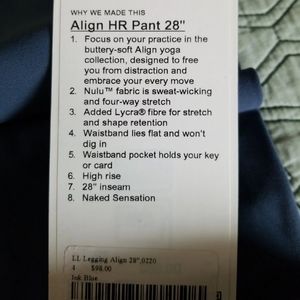 WHY WE MADE THIS
Align HR Pant 28"
1. Focus on your practice in the
buttery-soft Align yoga
collection, designed to free
you from distraction and
embrace your every move
2. Nulu™ fabric is sweat-wicking
and four-way stretch
3. Added Lycra® fibre for stretch
and shape retention
4. Waistband lies flat and won't
dig in
5. Waistband pocket holds your key
or card
6. High rise
7. 28" inseam
8. Naked Sensation
LL Legging Align 28",0220
4 $98.00
Ink Blue